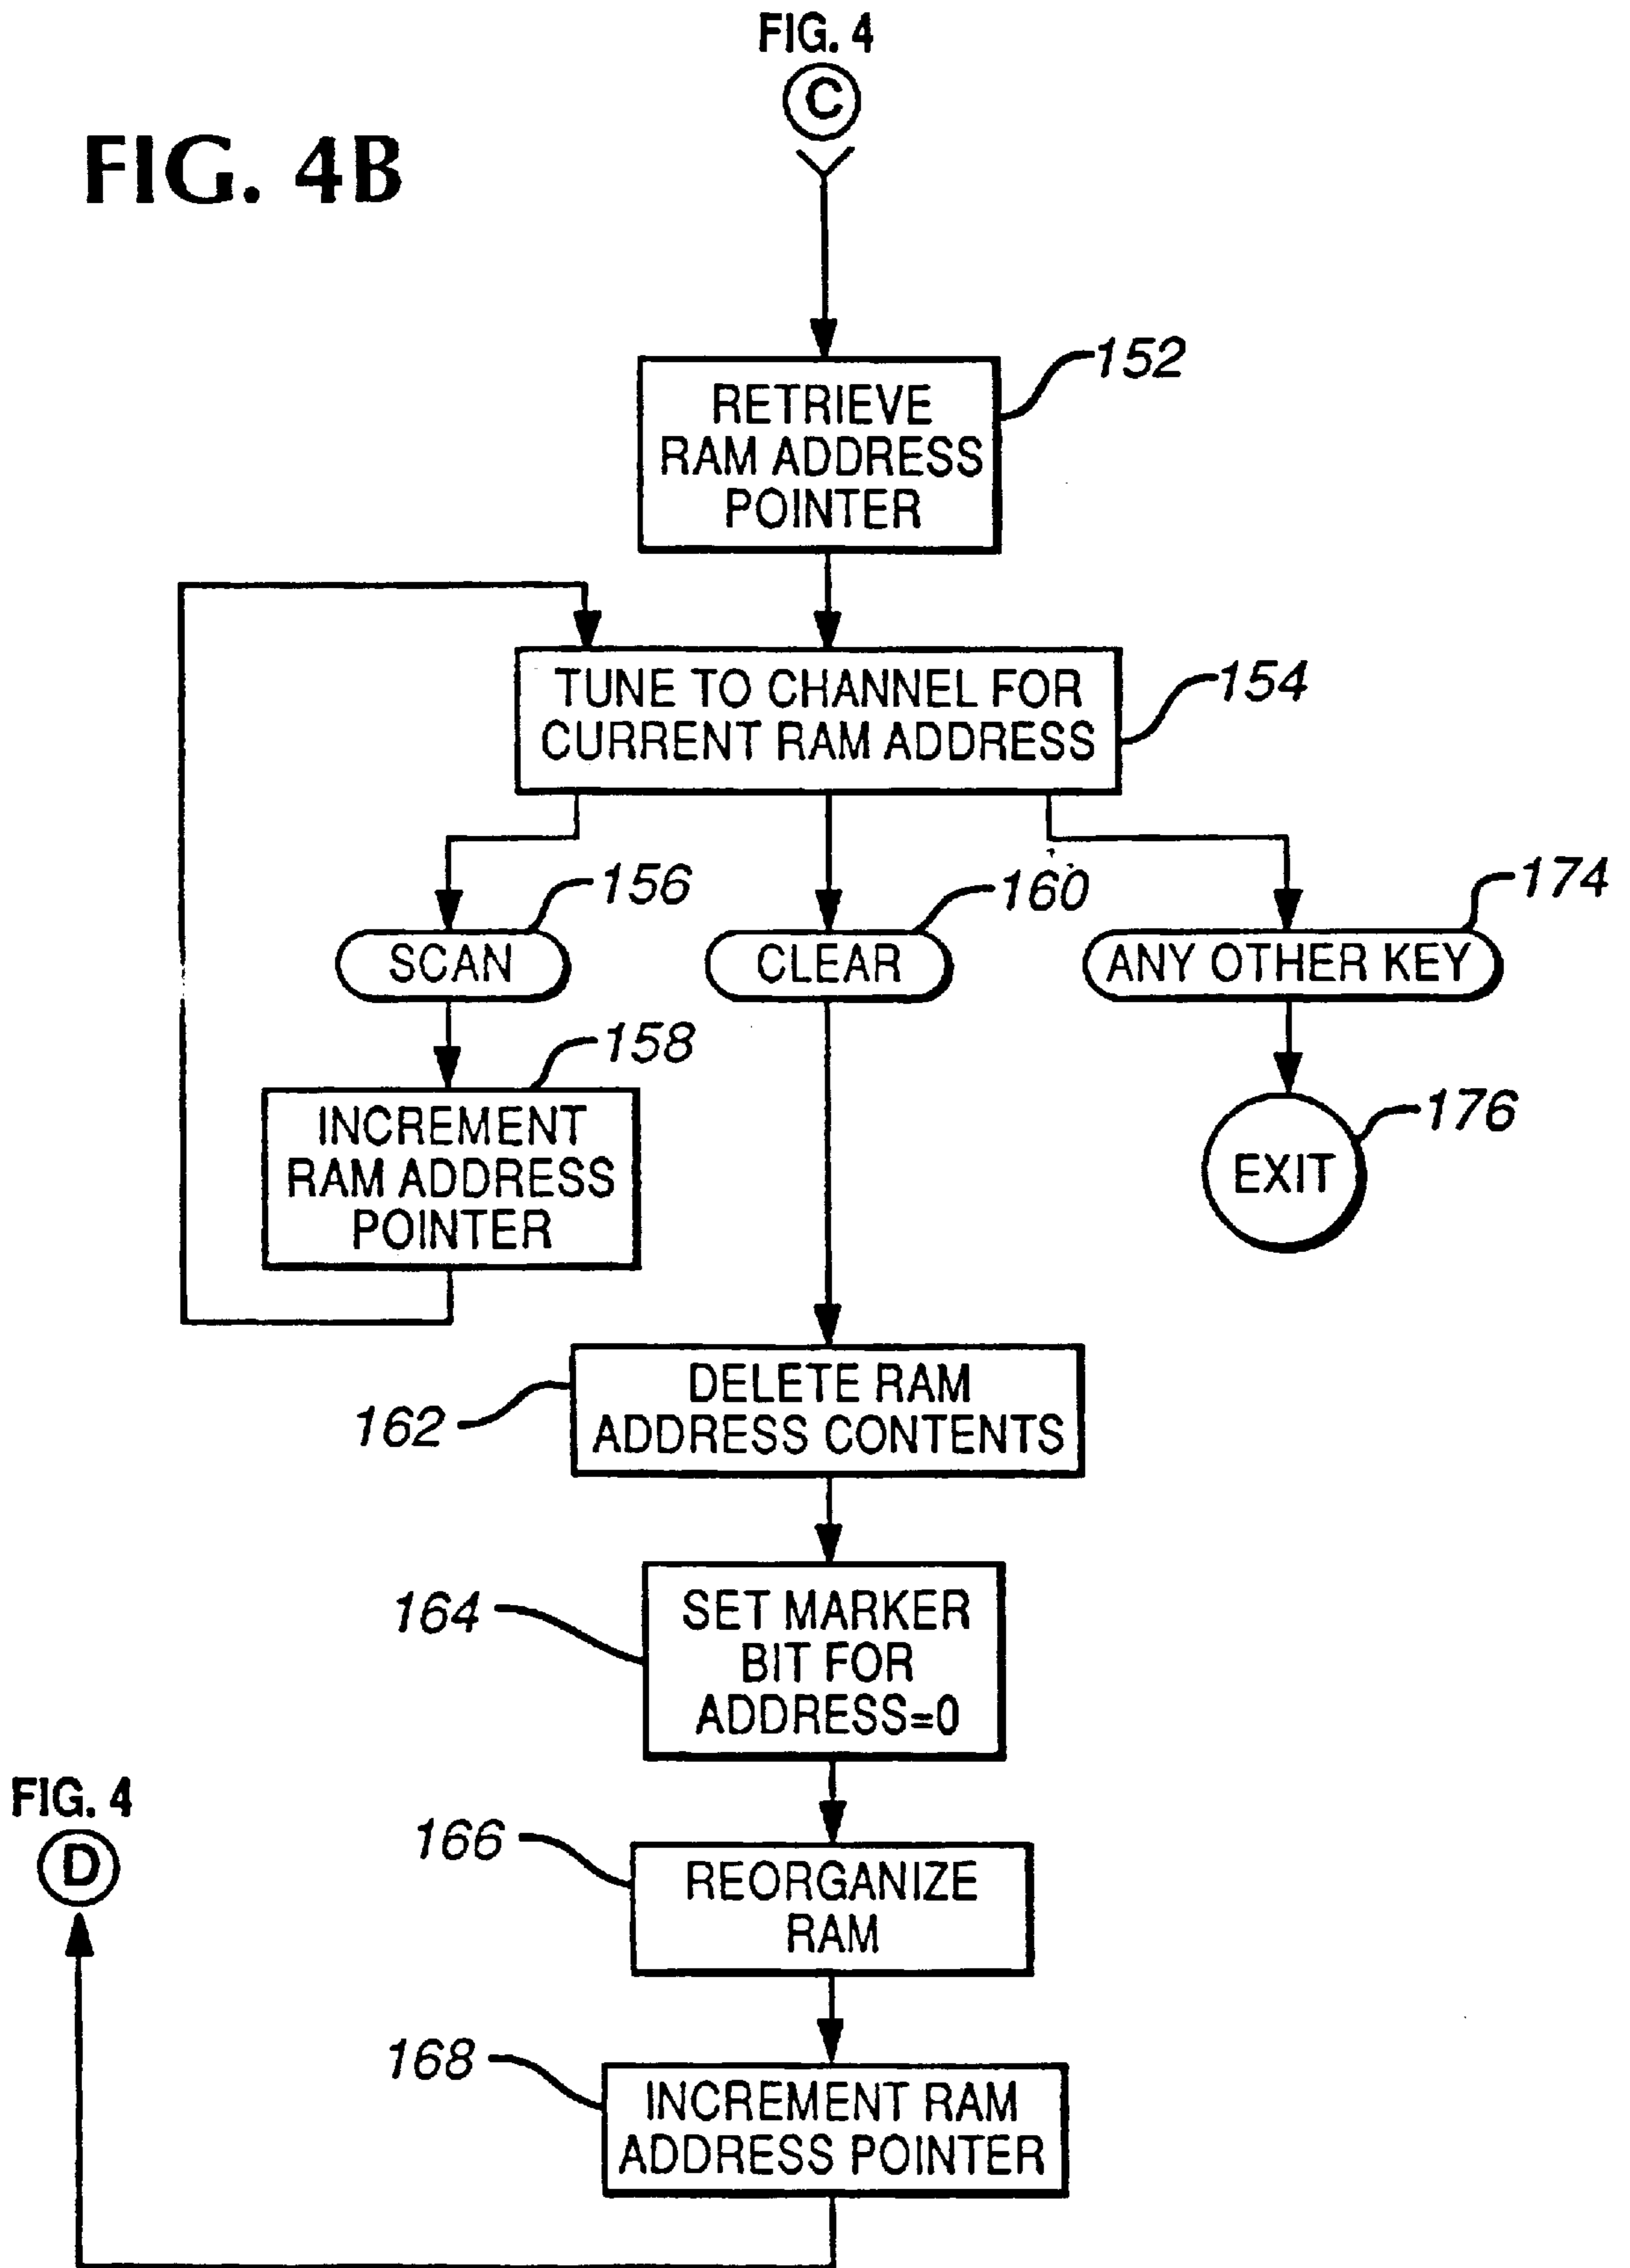 FIG. 4
C
FIG. 4B
152
RETRIEVE
RAM ADDRESS
POINTER
154
TUNE TO CHANNEL FOR
CURRENT RAM ADDRESS
156
160
174
SCAN
CLEAR
ANY OTHER KEY
158
INCREMENT
RAM ADDRESS
POINTER
176
EXIT
162
DELETE RAM
ADDRESS CONTENTS
164
SET MARKER
BIT FOR
ADDRESS=0
FIG. 4
D
166
REORGANIZE
RAM
168
INCREMENT RAM
ADDRESS POINTER